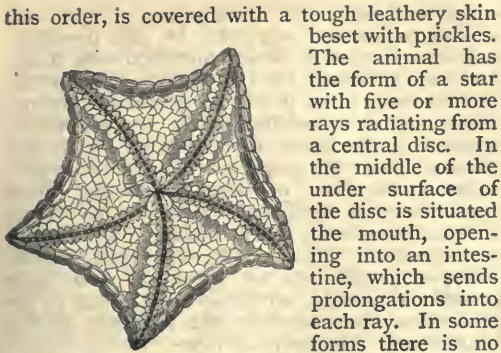 this order, is covered with a tough leathery skin
beset with prickles.
The animal has
the form of a star
with five or more
rays radiating from
a central disc. In
the middle of the
under surface of
the disc is situated
the mouth, open-
ing into an intes-
tine, which sends
prolongations into
each ray. In some
forms there is no